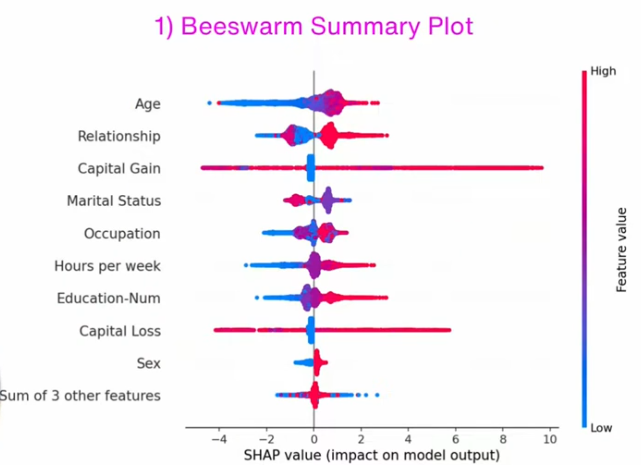 1) Beeswarm Summary Plot
High
Age
Relationship
Capital Gain
Marital Status
Occupation
Hours per week
Education-Num
Capital Loss
Sex
Sum of 3 other features
Feature value
Low
−4 −2 0 2 4 6 8 10
SHAP value (impact on model output)